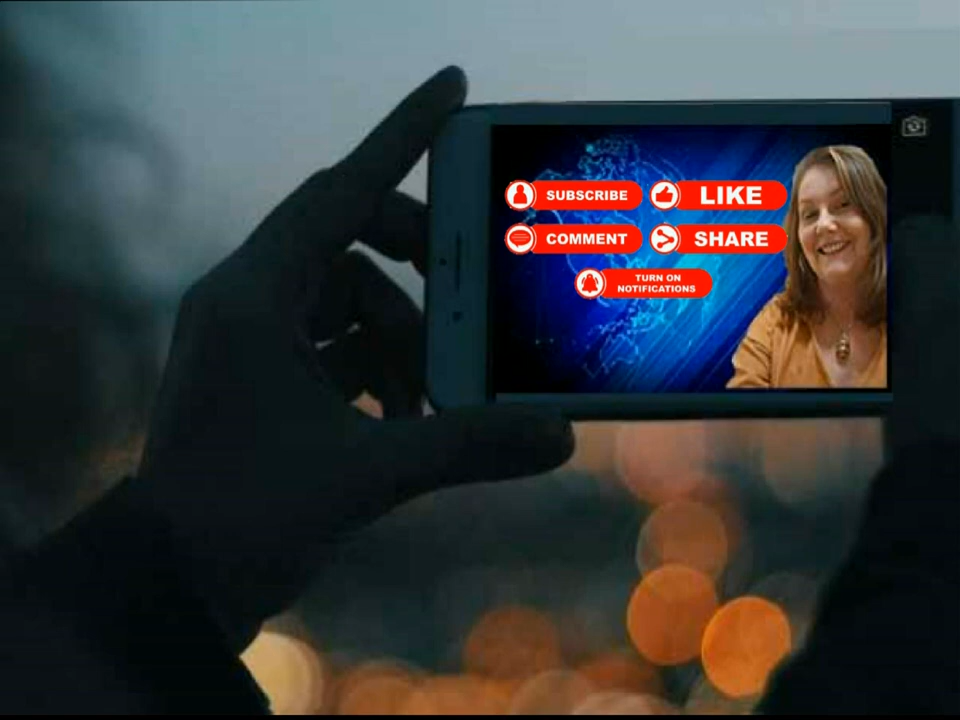 SUBSCRIBE
LIKE
COMMENT
SHARE
TURN ON
NOTIFICATIONS